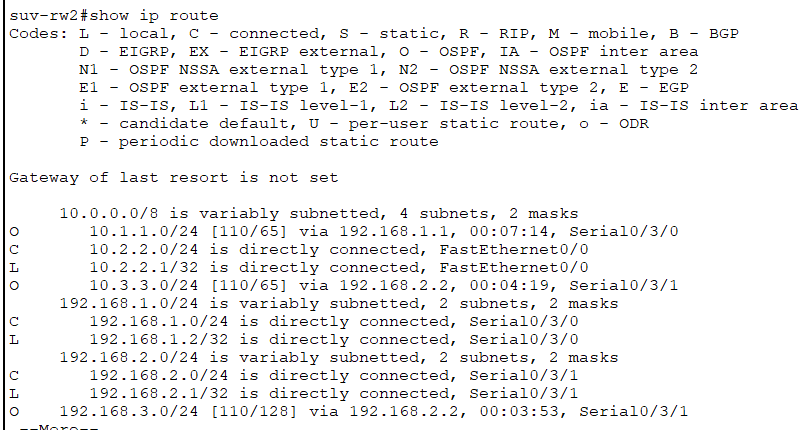 suv-rw2#show ip route
Codes: L - local, C - connected, S - static, R - RIP, M - mobile, B - BGP
       D - EIGRP, EX - EIGRP external, O - OSPF, IA - OSPF inter area
       N1 - OSPF NSSA external type 1, N2 - OSPF NSSA external type 2
       E1 - OSPF external type 1, E2 - OSPF external type 2, E - EGP
       i - IS-IS, L1 - IS-IS level-1, L2 - IS-IS level-2, ia - IS-IS inter area
       * - candidate default, U - per-user static route, o - ODR
       P - periodic downloaded static route
Gateway of last resort is not set
     10.0.0.0/8 is variably subnetted, 4 subnets, 2 masks
O       10.1.1.0/24 [110/65] via 192.168.1.1, 00:07:14, Serial0/3/0
C       10.2.2.0/24 is directly connected, FastEthernet0/0
L       10.2.2.1/32 is directly connected, FastEthernet0/0
O       10.3.3.0/24 [110/65] via 192.168.2.2, 00:04:19, Serial0/3/1
     192.168.1.0/24 is variably subnetted, 2 subnets, 2 masks
C       192.168.1.0/24 is directly connected, Serial0/3/0
L       192.168.1.2/32 is directly connected, Serial0/3/0
     192.168.2.0/24 is variably subnetted, 2 subnets, 2 masks
C       192.168.2.0/24 is directly connected, Serial0/3/1
L       192.168.2.1/32 is directly connected, Serial0/3/1
O    192.168.3.0/24 [110/128] via 192.168.2.2, 00:03:53, Serial0/3/1
 --More--